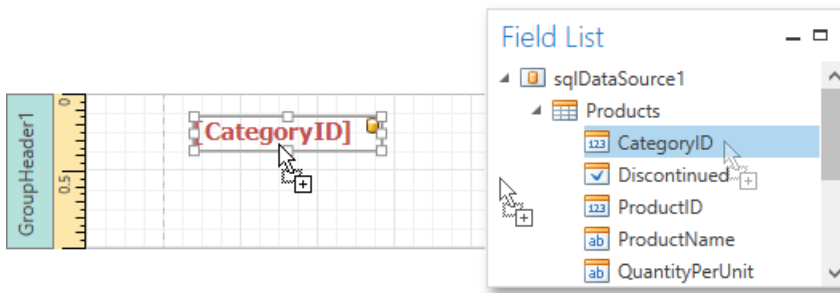 Field List
sqlDataSource1
Products
CategoryID
Discontinued
ProductID
ProductName
QuantityPerUnit
GroupHeader1
0
0.5
[CategoryID]